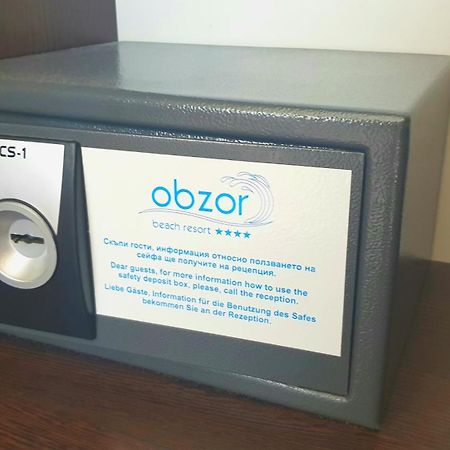 CS-1
obzor
beach resort ★★★★
Скъпи гости, информация относно ползването на
сейфа ще получите на рецепция.
Dear guests, for more information how to use the
safety deposit box, please, call the reception.
Liebe Gäste, Information für die Benutzung des Safes
bekommen Sie an der Rezeption.